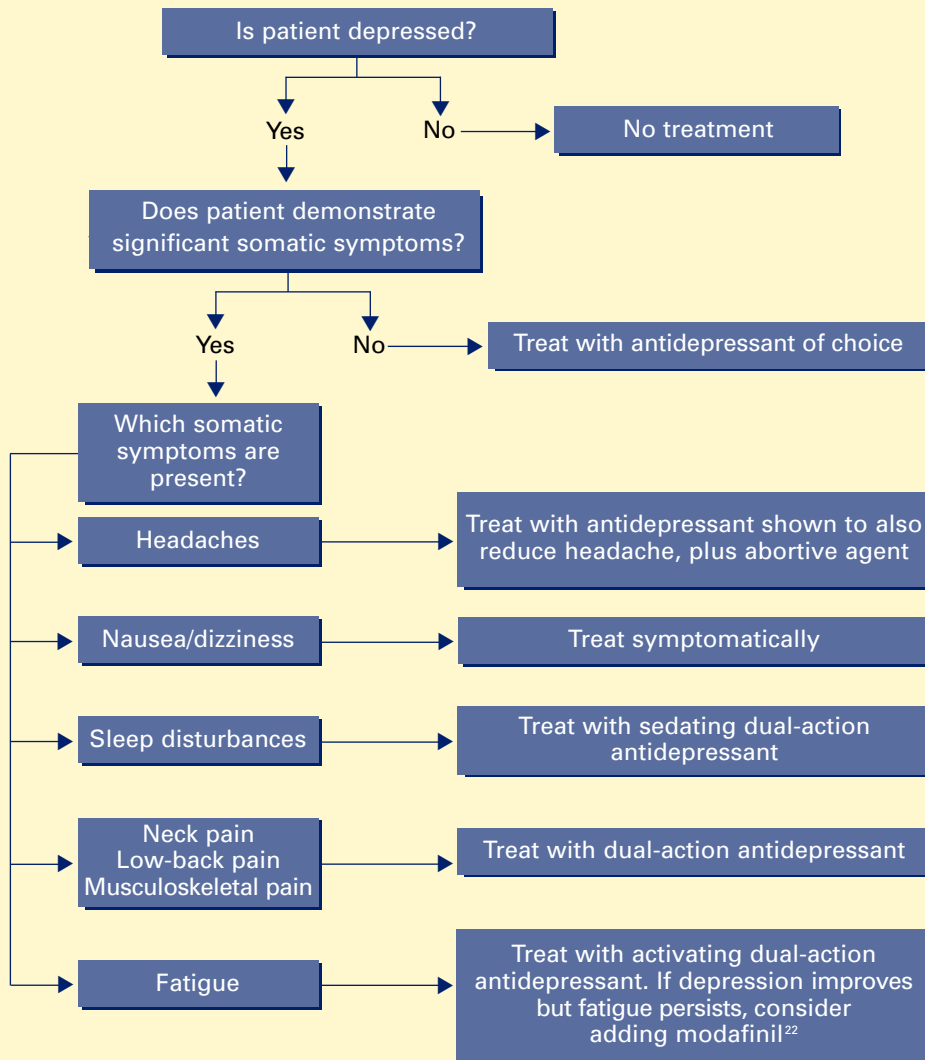 Is patient depressed?
Yes
No
No treatment
Does patient demonstrate
significant somatic symptoms?
Yes
No
Treat with antidepressant of choice
Which somatic
symptoms are
present?
Headaches
Treat with antidepressant shown to also
reduce headache, plus abortive agent
Nausea/dizziness
Treat symptomatically
Sleep disturbances
Treat with sedating dual-action
antidepressant
Neck pain
Low-back pain
Musculoskeletal pain
Treat with dual-action antidepressant
Fatigue
Treat with activating dual-action
antidepressant. If depression improves
but fatigue persists, consider
adding modafinil²²